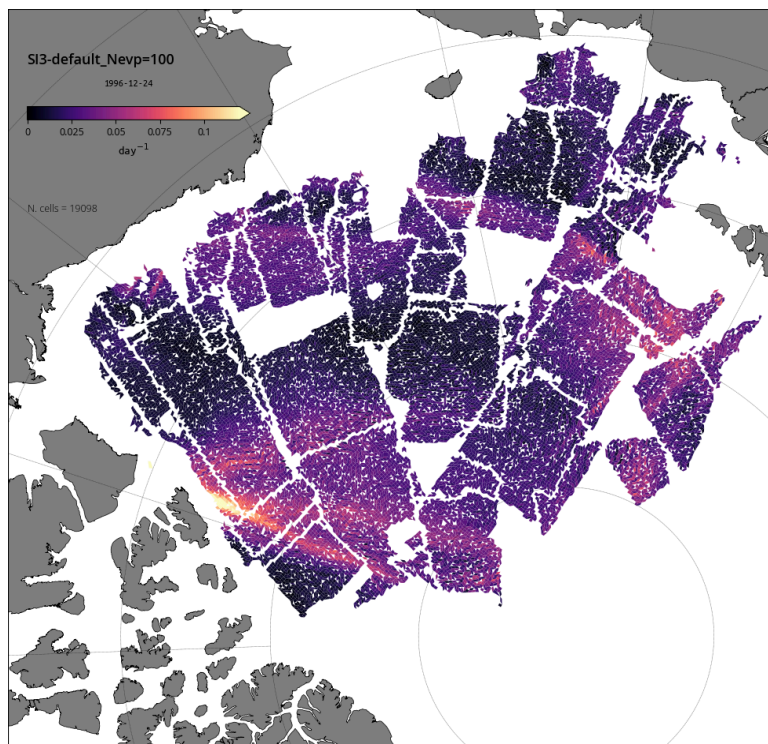 SI3-default_Nevp=100
1996-12-24
0 0.025 0.05 0.075 0.1
day⁻¹
N. cells = 19098